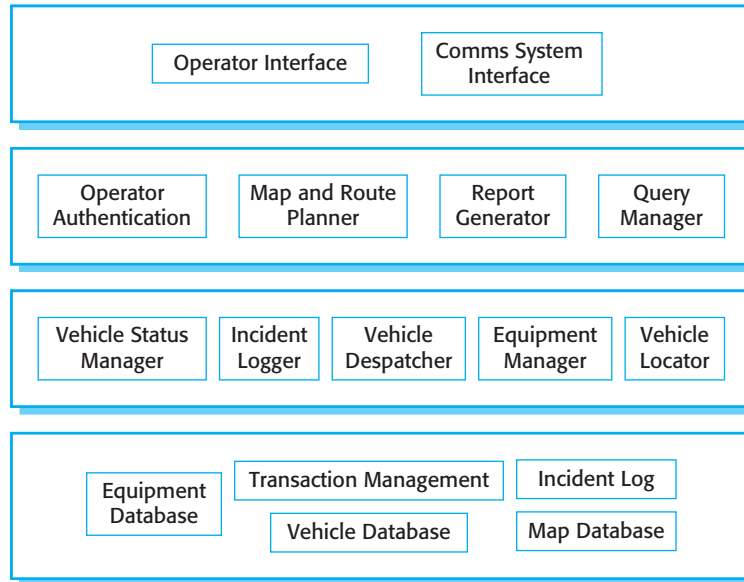 Operator Interface
Comms System
Interface
Operator
Authentication
Map and Route
Planner
Report
Generator
Query
Manager
Vehicle Status
Manager
Incident
Logger
Vehicle
Despatcher
Equipment
Manager
Vehicle
Locator
Equipment
Database
Transaction Management
Incident Log
Vehicle Database
Map Database